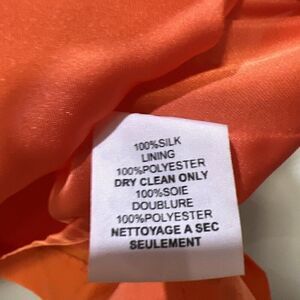 100%SILK
LINING
100%POLYESTER
DRY CLEAN ONLY
100%SOIE
DOUBLURE
100%POLYESTER
NETTOYAGE A SEC
SEULEMENT